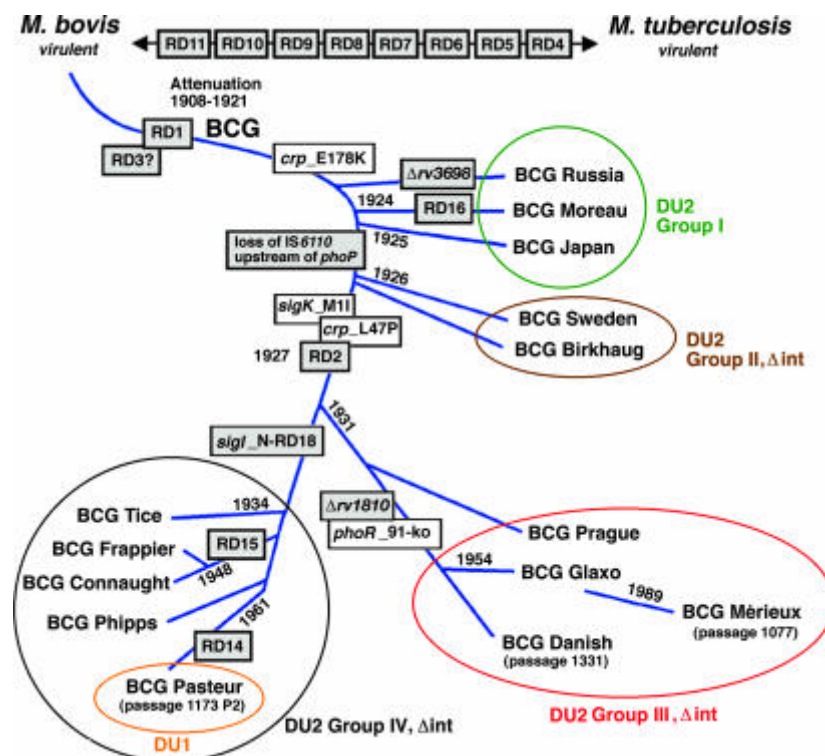 M. bovis
virulent
RD11 RD10 RD9 RD8 RD7 RD6 RD5 RD4
M. tuberculosis
virulent
Attenuation
1908-1921
RD1
BCG
RD3?
crp_E178K
Δrv3698
BCG Russia
1924
RD16
BCG Moreau
DU2
Group I
1925
BCG Japan
loss of IS6110
upstream of phoP
1926
sigK_M1I
BCG Sweden
crp_L47P
BCG Birkhaug
DU2
Group II, Δint
1927
RD2
1931
sigI_N-RD18
1934
BCG Tice
Δrv1810
phoR_91-ko
BCG Prague
BCG Frappier
RD15
1948
BCG Connaught
1954
BCG Glaxo
1989
BCG Phipps
1961
BCG Mérieux
(passage 1077)
BCG Danish
(passage 1331)
RD14
BCG Pasteur
(passage 1173 P2)
DU1
DU2 Group IV, Δint
DU2 Group III, Δint